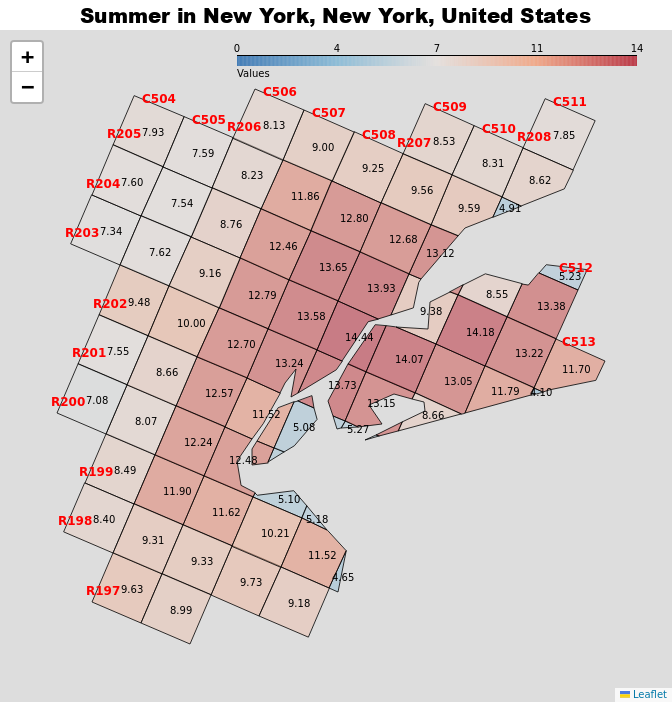 Summer in New York, New York, United States
+
−
0 4 7 11 14
Values
C504 C505 C506 C507 C508 C509 C510 C511
R205 7.93 7.59 R206 8.13 9.00 9.25 R207 8.53 8.31 R208 7.85
R204 7.60 7.54 8.23 11.86 12.80 9.56 9.59 4.91 8.62
R203 7.34 7.62 8.76 12.46 13.65 12.68 13.12
C512
5.23
R202 9.48 10.00 9.16 12.79 13.58 13.93 9.38 8.55 13.38
C513
R201 7.55 8.66 12.70 13.24 14.44 14.07 14.18 13.22 11.70
R200 7.08 8.07 12.57 11.52 13.73 13.15 13.05 11.79 4.10
12.24 5.08 5.27 8.66
R199 8.49 11.90 12.48
R198 8.40 9.31 11.62 5.10 5.18
9.33 10.21 11.52
R197 9.63 8.99 9.73 9.18 4.65
Leaflet